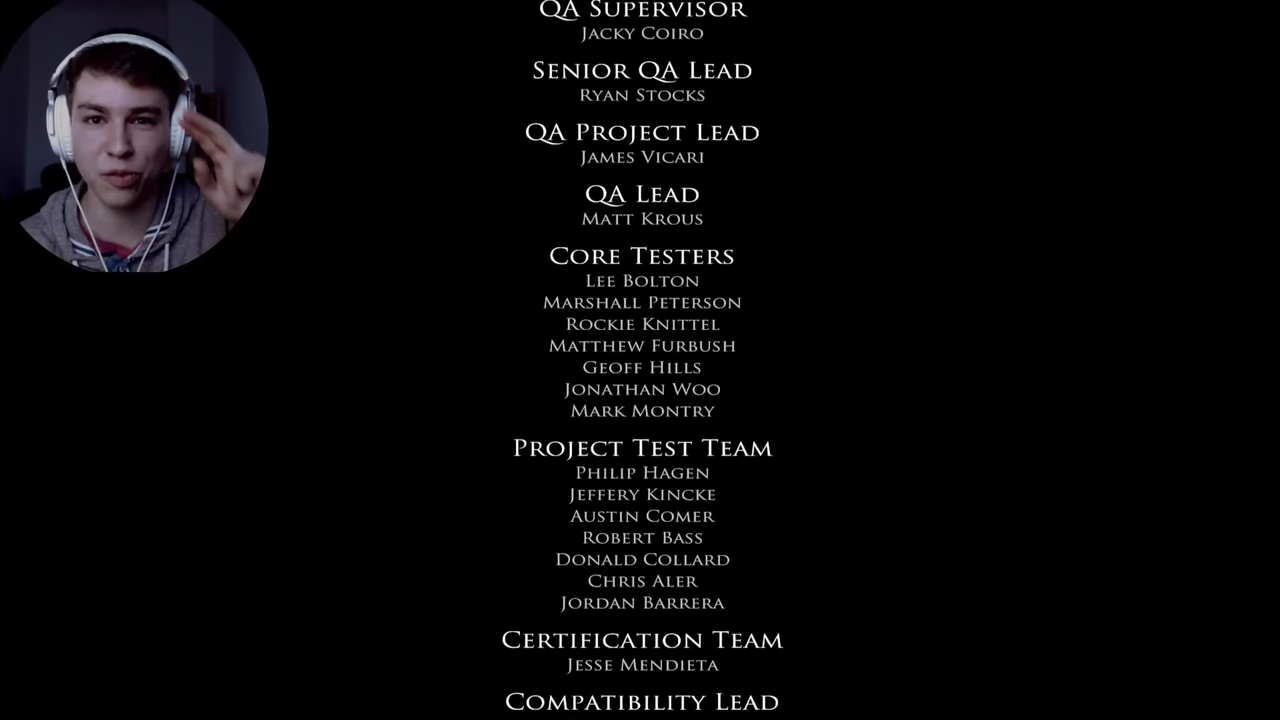 QA Supervisor
Jacky Coiro
Senior QA Lead
Ryan Stocks
QA Project Lead
James Vicari
QA Lead
Matt Krous
Core Testers
Lee Bolton
Marshall Peterson
Rockie Knittel
Matthew Furbush
Geoff Hills
Jonathan Woo
Mark Montry
Project Test Team
Philip Hagen
Jeffery Kincke
Austin Comer
Robert Bass
Donald Collard
Chris Aler
Jordan Barrera
Certification Team
Jesse Mendieta
Compatibility Lead